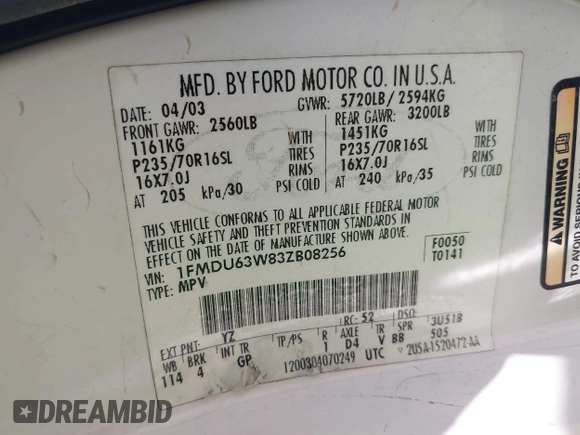 MFD. BY FORD MOTOR CO. IN U.S.A.
DATE: 04/03 GVWR: 5720LB/ 2594KG
FRONT GAWR: 2560LB REAR GAWR: 3200LB
1161KG WITH 1451KG WITH
P235/70R16SL TIRES P235/70R16SL TIRES
16X7.0J RIMS 16X7.0J RIMS
AT 205 kPa/30 PSI COLD AT 240 kPa/35 PSI COLD
THIS VEHICLE CONFORMS TO ALL APPLICABLE FEDERAL MOTOR
VEHICLE SAFETY AND THEFT PREVENTION STANDARDS IN EFFECT
ON THE DATE OF MANUFACTURE SHOWN ABOVE.
VIN: 1FMDU63W83ZB08256 F0050
TYPE: MPV T0141
EXT PNT: YZ RC: 52 DSO:
WB BRK INT TR TP/PS R AXLE TR SPR 3U51B
114 4 GP 1 D4 V BB 505
1200304070249 UTC 2U5A-1520472-AA
WARNING
TO AVOID SERIOUS
DREAMBID